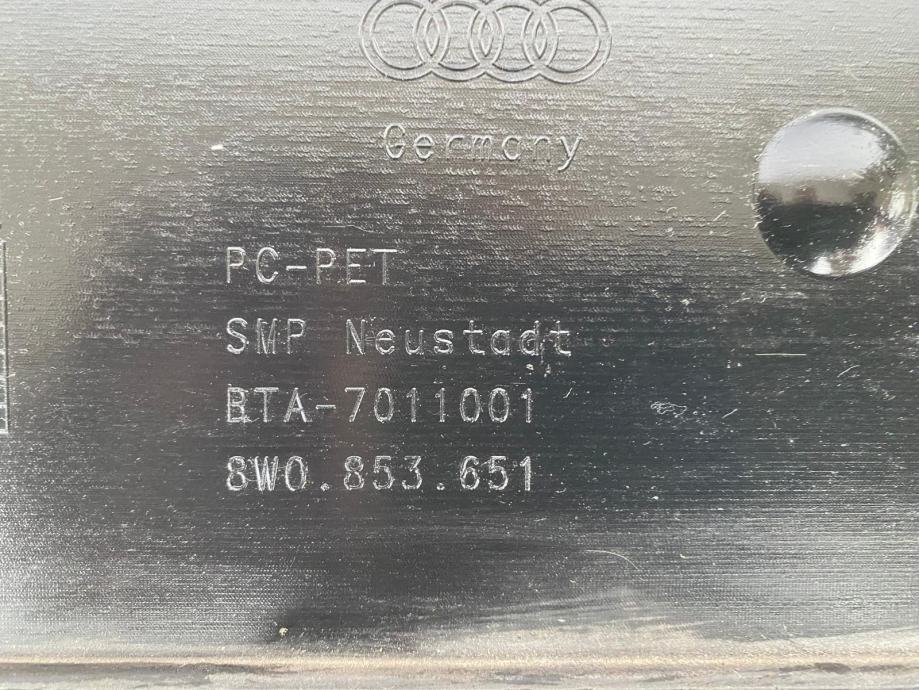 Germany
PC-PET
SMP Neustadt
BTA-7011001
8W0.853.651